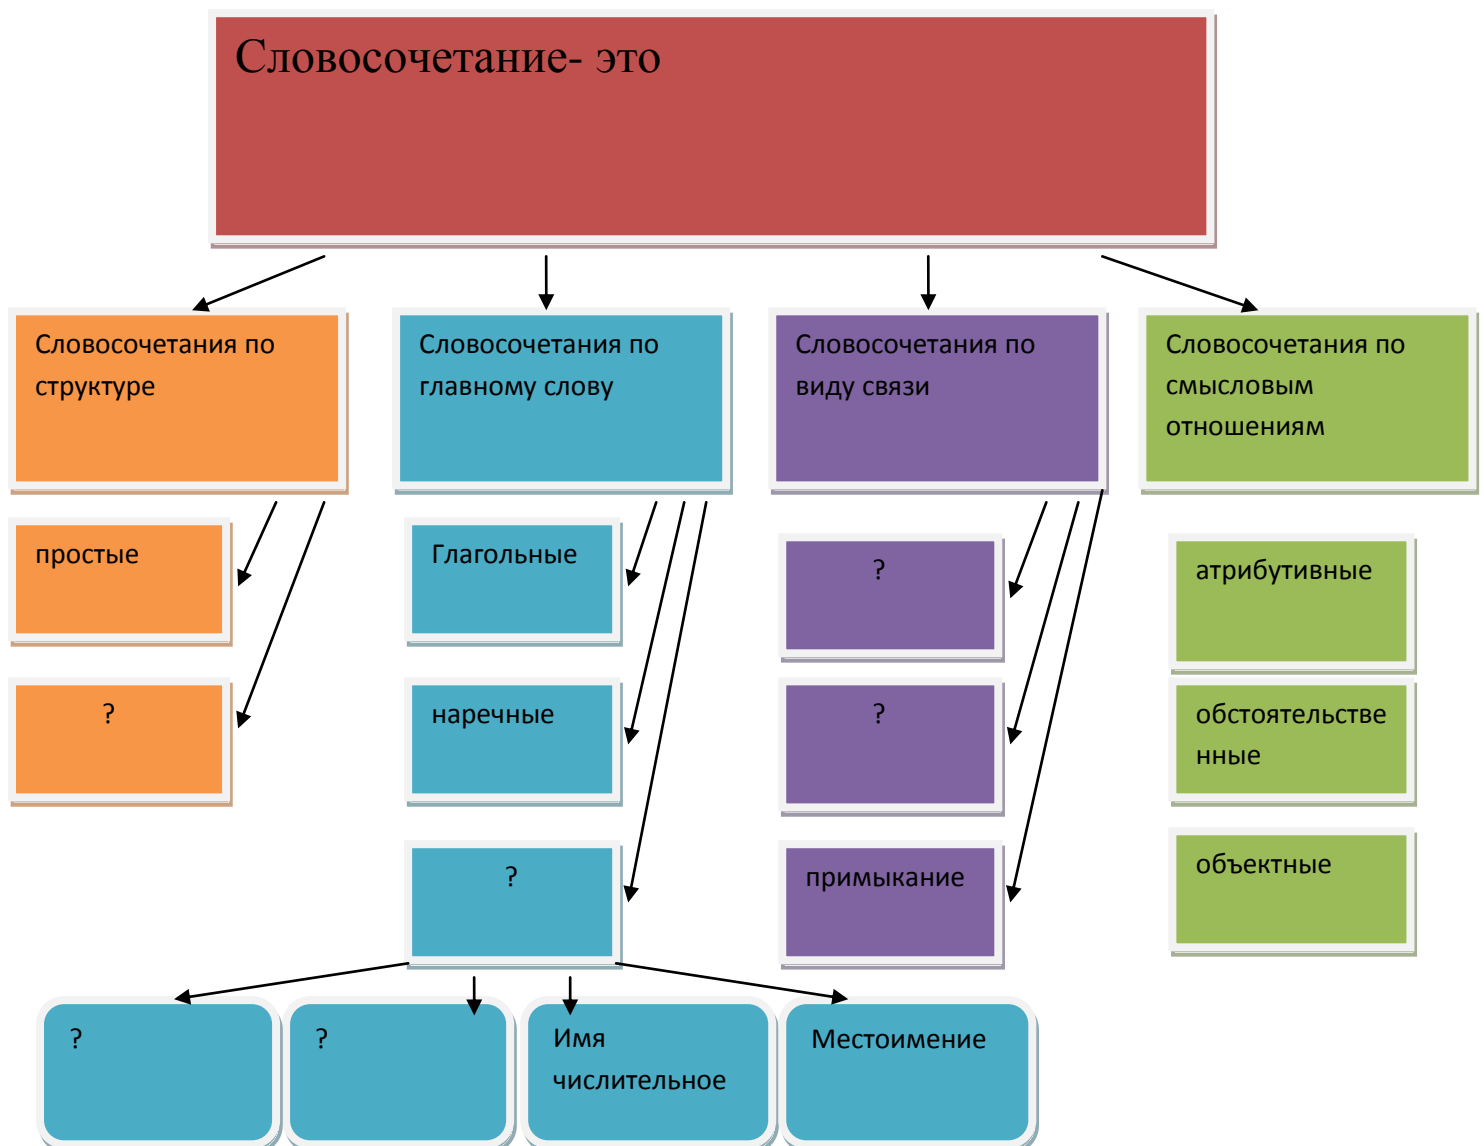 Словосочетание- это
Словосочетания по
структуре
Словосочетания по
главному слову
Словосочетания по
виду связи
Словосочетания по
смысловым
отношениям
простые
Глагольные
?
атрибутивные
?
наречные
?
обстоятельстве
нные
?
примыкание
объектные
?
?
Имя
числительное
Местоимение